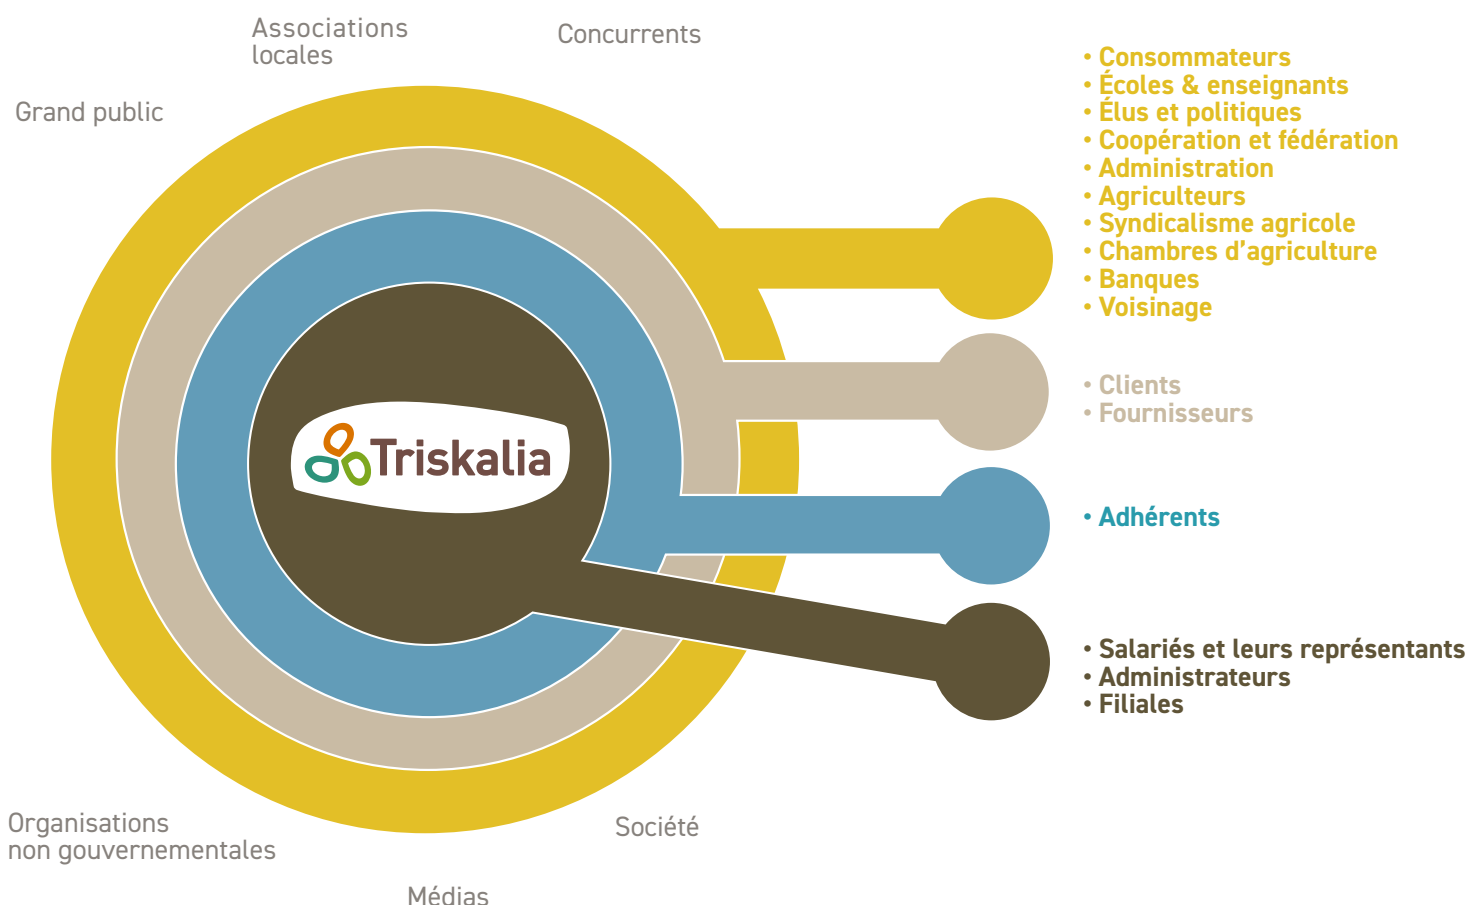 Associations
locales
Concurrents
Grand public
• Consommateurs
• Écoles & enseignants
• Élus et politiques
• Coopération et fédération
• Administration
• Agriculteurs
• Syndicalisme agricole
• Chambres d’agriculture
• Banques
• Voisinage
• Clients
• Fournisseurs
Triskalia
• Adhérents
• Salariés et leurs représentants
• Administrateurs
• Filiales
Organisations
non gouvernementales
Société
Médias